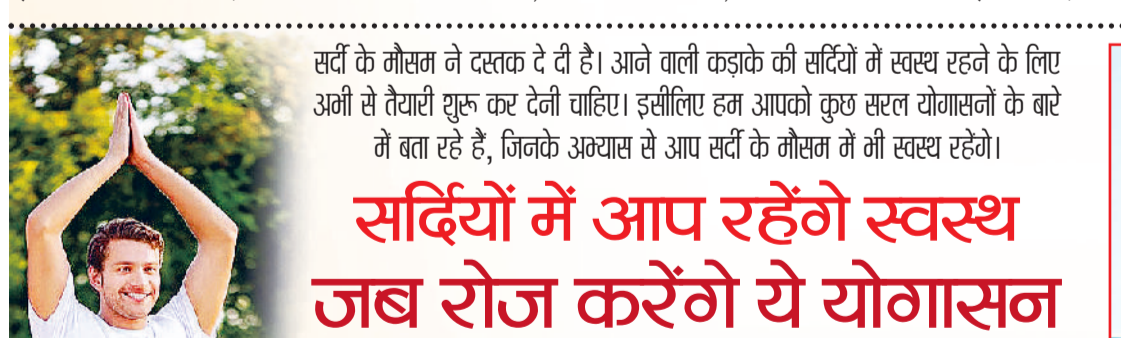 सर्दी के मौसम ने दस्तक दे दी है। आने वाली कड़ाके की सर्दियों में स्वस्थ रहने के लिए
अभी से तैयारी शुरू कर देनी चाहिए। इसीलिए हम आपको कुछ सरल योगासनों के बारे
में बता रहे हैं, जिनके अभ्यास से आप सर्दी के मौसम में भी स्वस्थ रहेंगे।
सर्दियों में आप रहेंगे स्वस्थ
जब रोज करेंगे ये योगासन